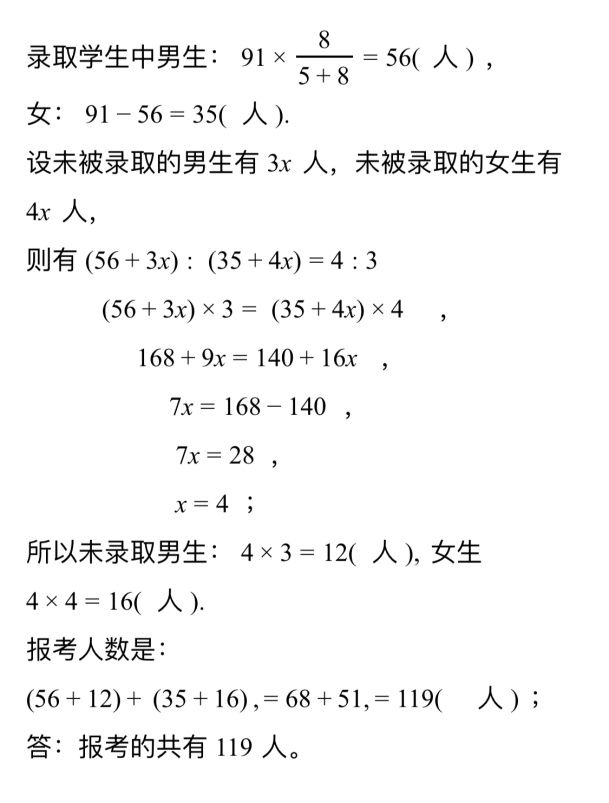 录取学生中男生： 91 × 8/(5 + 8) = 56( 人 ) ，
女： 91 − 56 = 35( 人 ).
设未被录取的男生有 3x 人，未被录取的女生有
4x 人，
则有 (56 + 3x) : (35 + 4x) = 4 : 3
(56 + 3x) × 3 = (35 + 4x) × 4 ，
168 + 9x = 140 + 16x ，
7x = 168 − 140 ，
7x = 28 ，
x = 4 ；
所以未录取男生： 4 × 3 = 12( 人 ), 女生
4 × 4 = 16( 人 ).
报考人数是：
(56 + 12) + (35 + 16) , = 68 + 51, = 119( 人 ) ；
答：报考的共有 119 人。